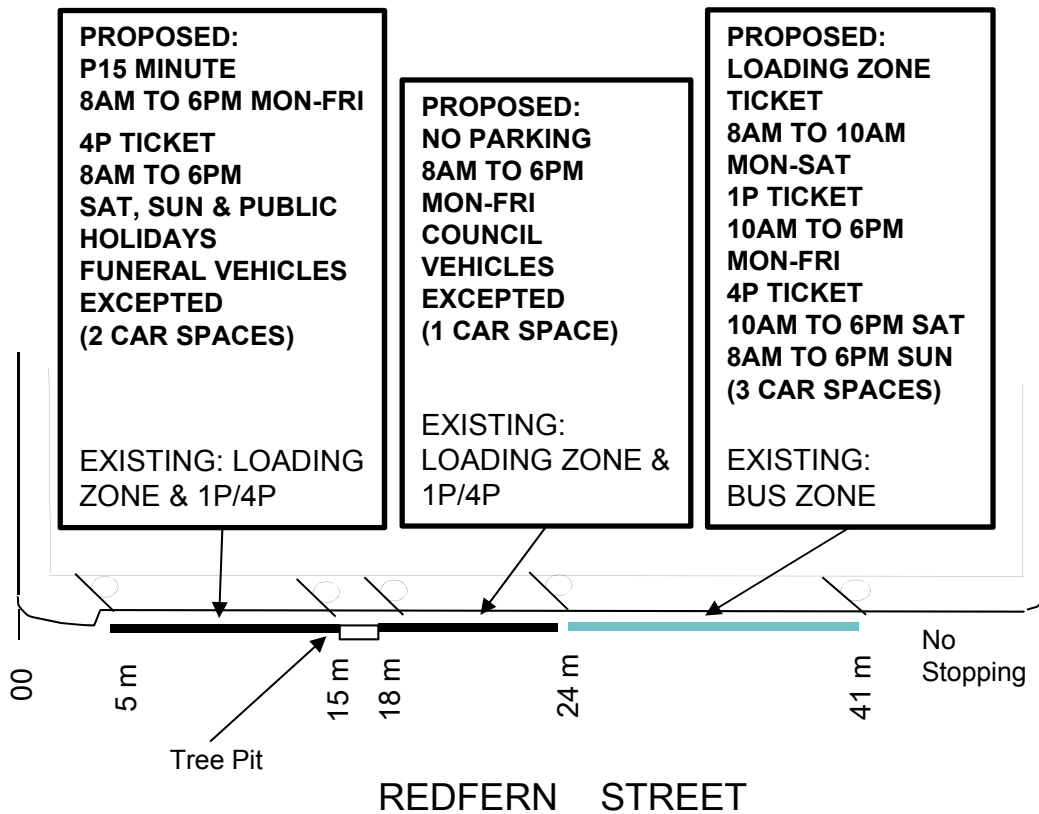 PROPOSED:
P15 MINUTE
8AM TO 6PM MON-FRI
4P TICKET
8AM TO 6PM
SAT, SUN & PUBLIC
HOLIDAYS
FUNERAL VEHICLES
EXCEPTED
(2 CAR SPACES)
EXISTING: LOADING
ZONE & 1P/4P
PROPOSED:
NO PARKING
8AM TO 6PM
MON-FRI
COUNCIL
VEHICLES
EXCEPTED
(1 CAR SPACE)
EXISTING:
LOADING ZONE &
1P/4P
PROPOSED:
LOADING ZONE
TICKET
8AM TO 10AM
MON-SAT
1P TICKET
10AM TO 6PM
MON-FRI
4P TICKET
10AM TO 6PM SAT
8AM TO 6PM SUN
(3 CAR SPACES)
EXISTING:
BUS ZONE
00
5 m
15 m
18 m
24 m
41 m
No
Stopping
Tree Pit
REDFERN STREET